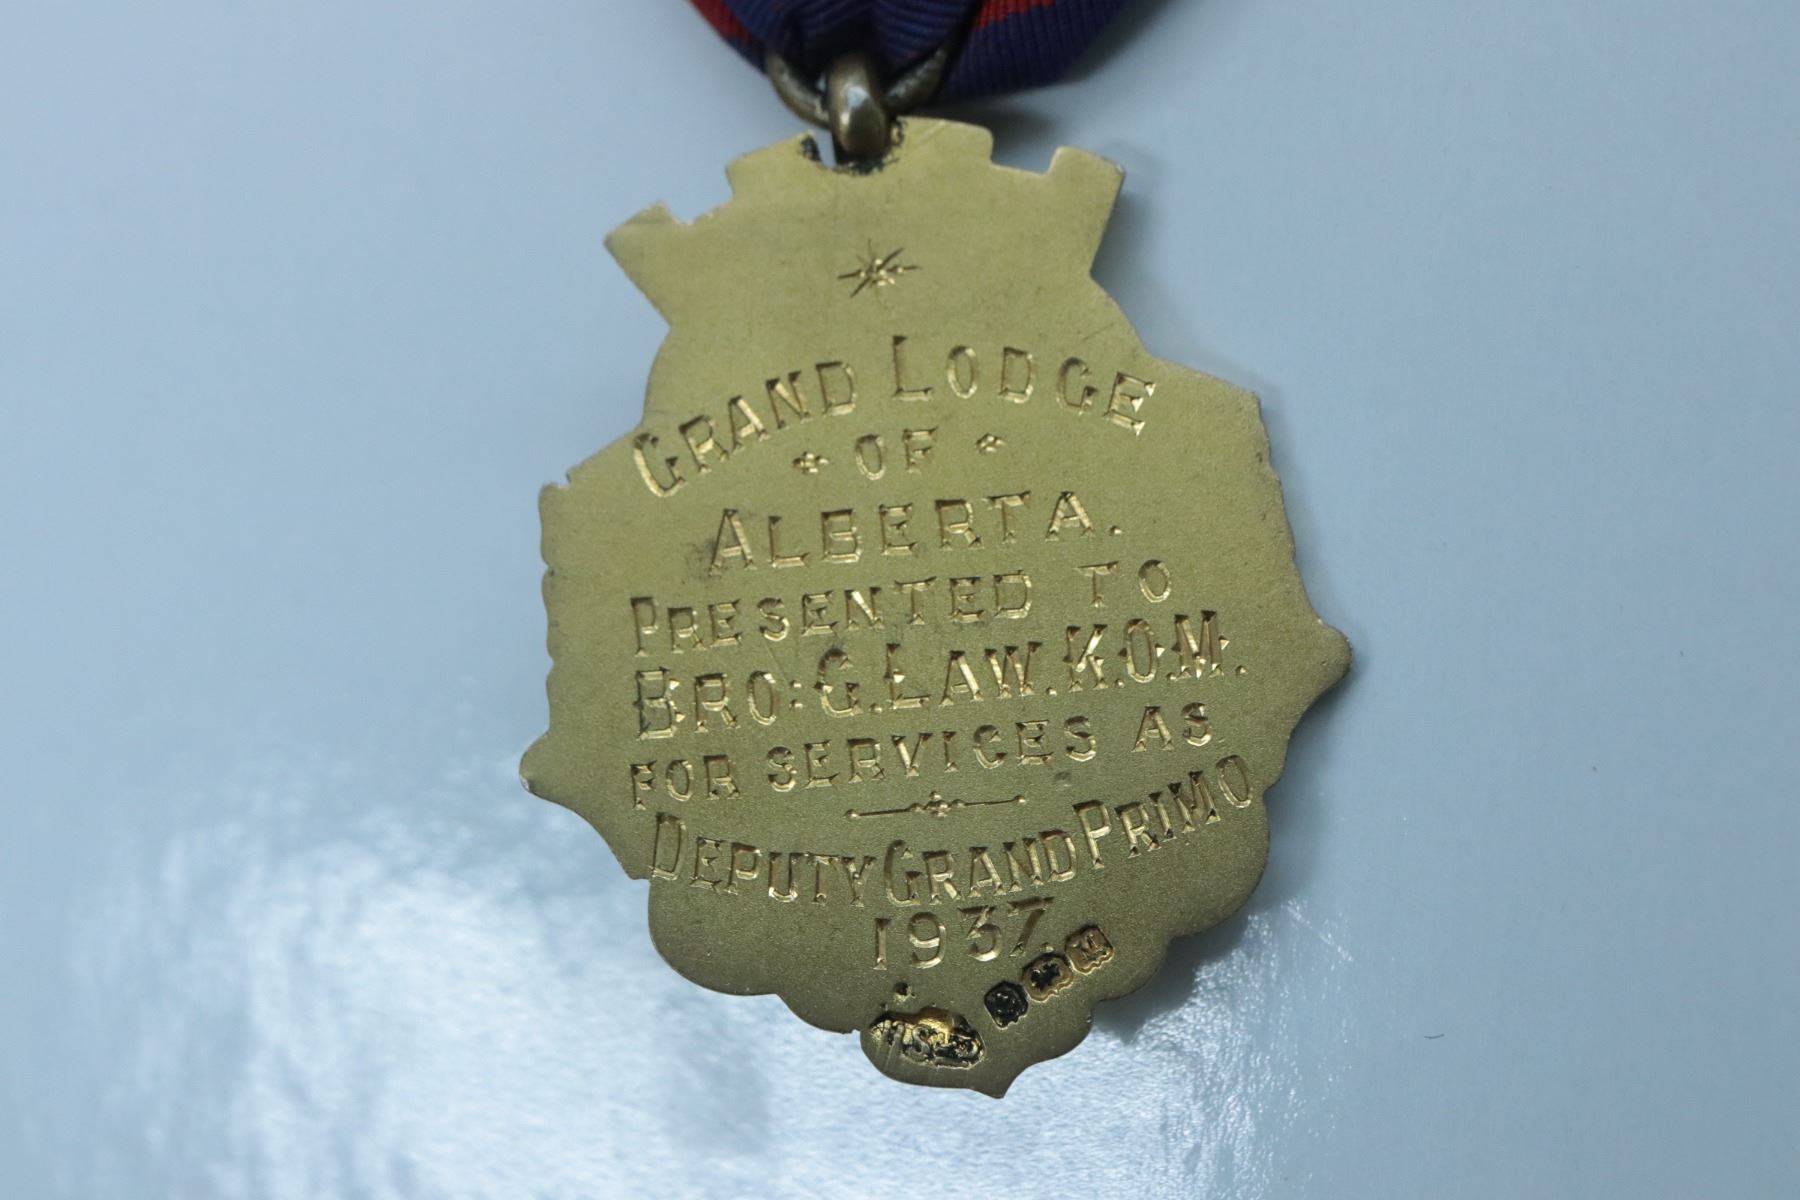 GRAND LODGE
OF
ALBERTA.
PRESENTED TO
BRO: G. LAW. K.O.M.
FOR SERVICES AS
DEPUTY GRAND PRIMO
1937.